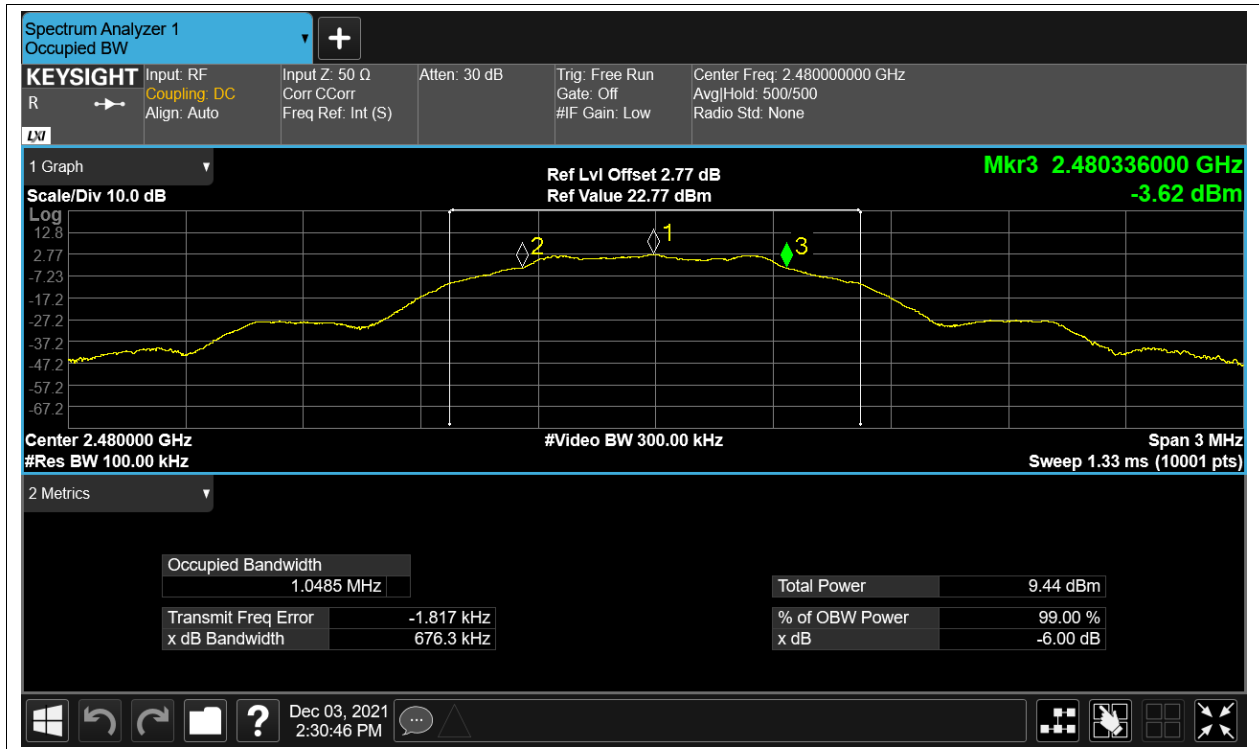 Spectrum Analyzer 1
Occupied BW
KEYSIGHT
R
LXI
Input: RF
Coupling: DC
Align: Auto
Input Z: 50 Ω
Corr CCorr
Freq Ref: Int (S)
Atten: 30 dB
Trig: Free Run
Gate: Off
#IF Gain: Low
Center Freq: 2.480000000 GHz
Avg|Hold: 500/500
Radio Std: None
1 Graph
Scale/Div 10.0 dB
Ref Lvl Offset 2.77 dB
Ref Value 22.77 dBm
Mkr3 2.480336000 GHz
-3.62 dBm
Log
12.8
2.77
-7.23
-17.2
-27.2
-37.2
-47.2
-57.2
-67.2
2
1
3
Center 2.480000 GHz
#Res BW 100.00 kHz
#Video BW 300.00 kHz
Span 3 MHz
Sweep 1.33 ms (10001 pts)
2 Metrics
Occupied Bandwidth
1.0485 MHz
Transmit Freq Error -1.817 kHz
x dB Bandwidth 676.3 kHz
Total Power 9.44 dBm
% of OBW Power 99.00 %
x dB -6.00 dB
?
Dec 03, 2021
2:30:46 PM